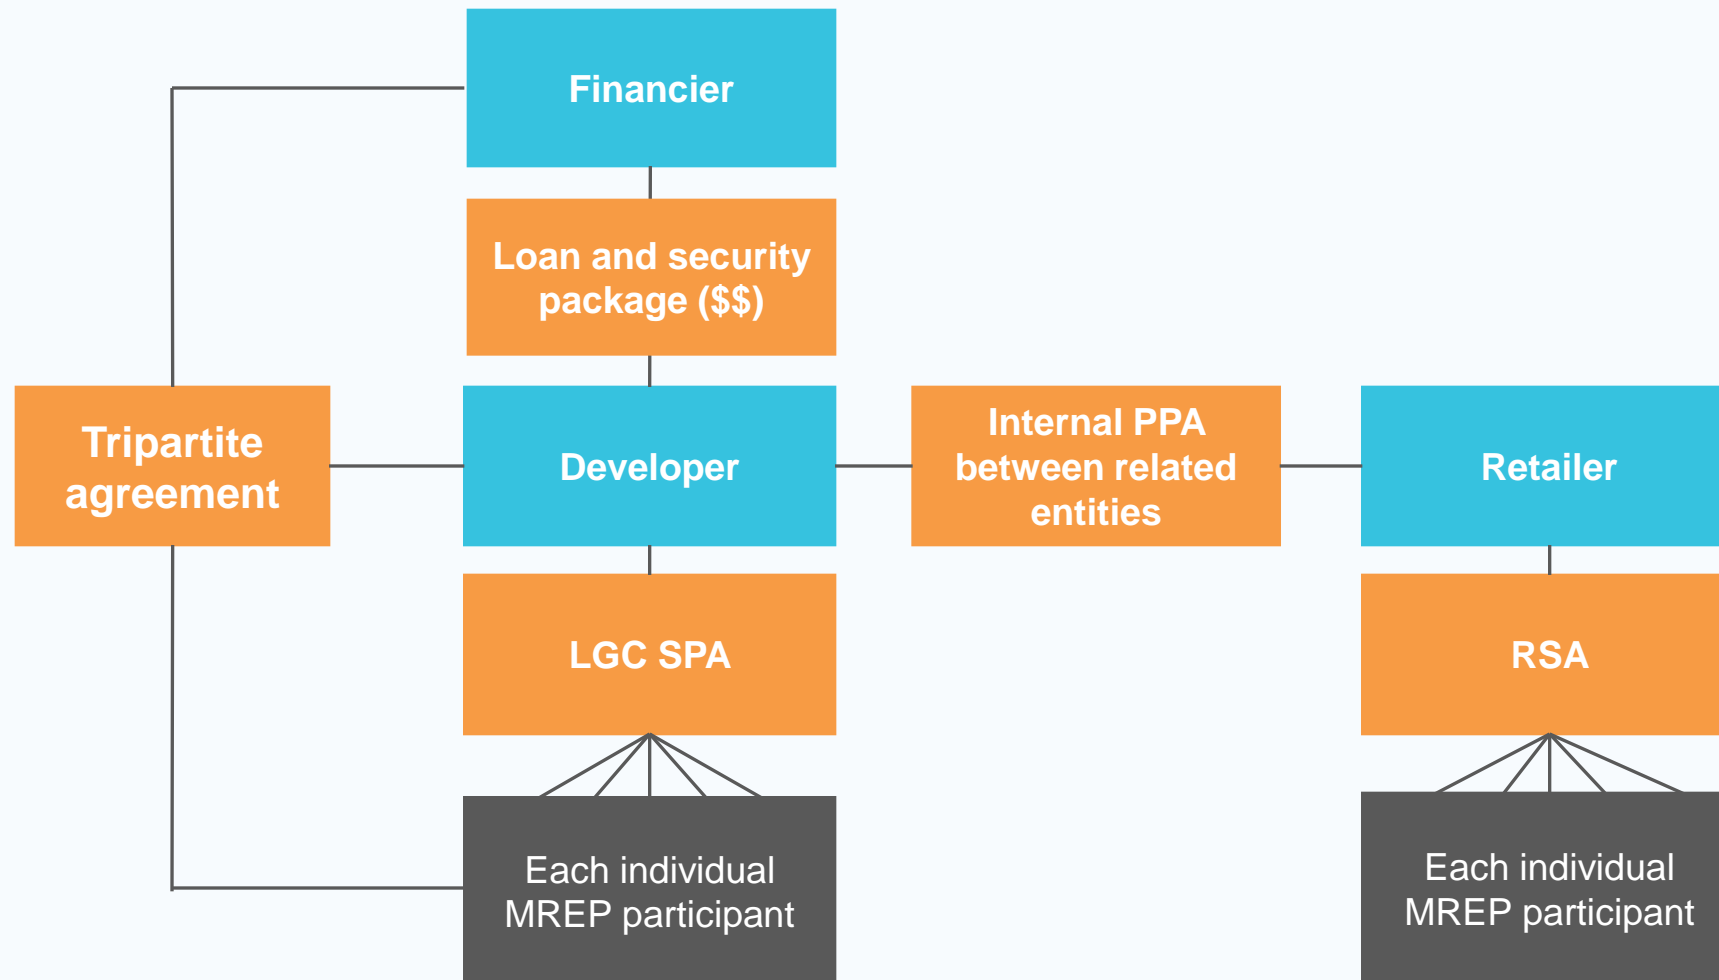 Financier
Loan and security
package ($$)
Tripartite
agreement
Developer
Internal PPA
between related
entities
Retailer
LGC SPA
RSA
Each individual
MREP participant
Each individual
MREP participant